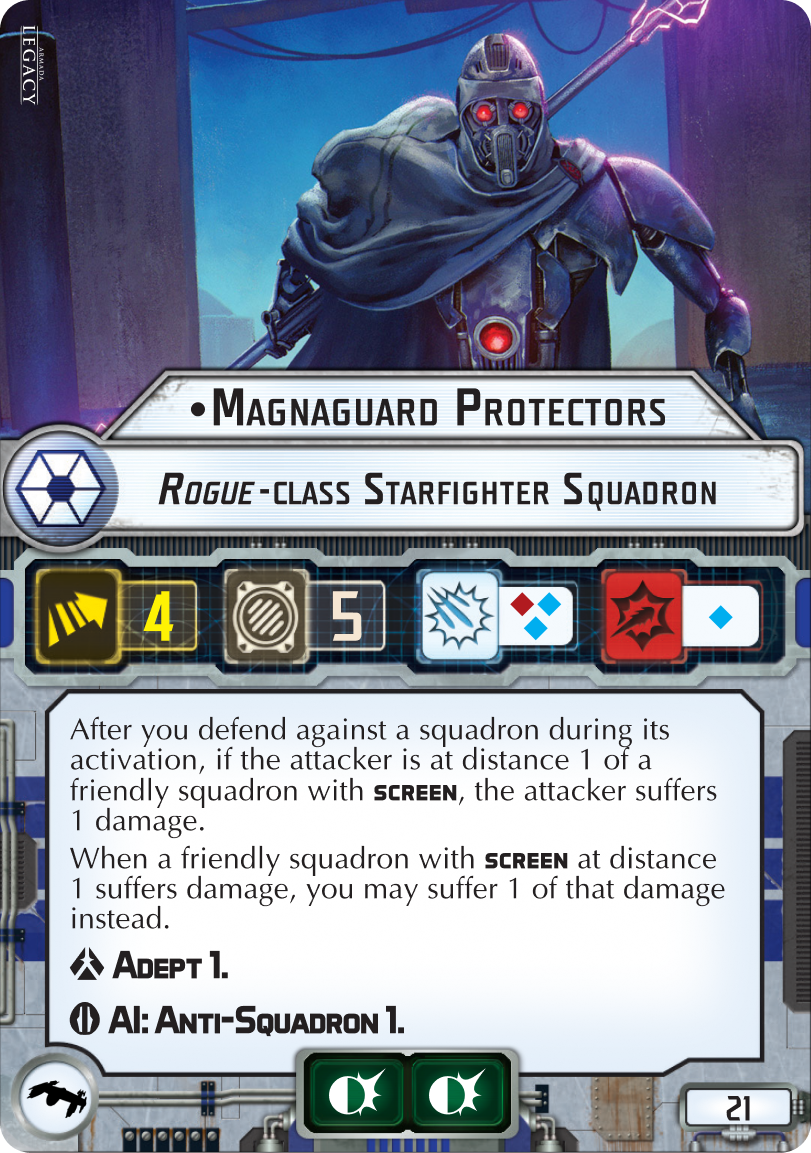 ARMADA
LEGACY
•Magnaguard Protectors
Rogue-class Starfighter Squadron
4
5
After you defend against a squadron during its
activation, if the attacker is at distance 1 of a
friendly squadron with SCREEN, the attacker suffers
1 damage.
When a friendly squadron with SCREEN at distance
1 suffers damage, you may suffer 1 of that damage
instead.
Adept 1.
AI: Anti-Squadron 1.
21